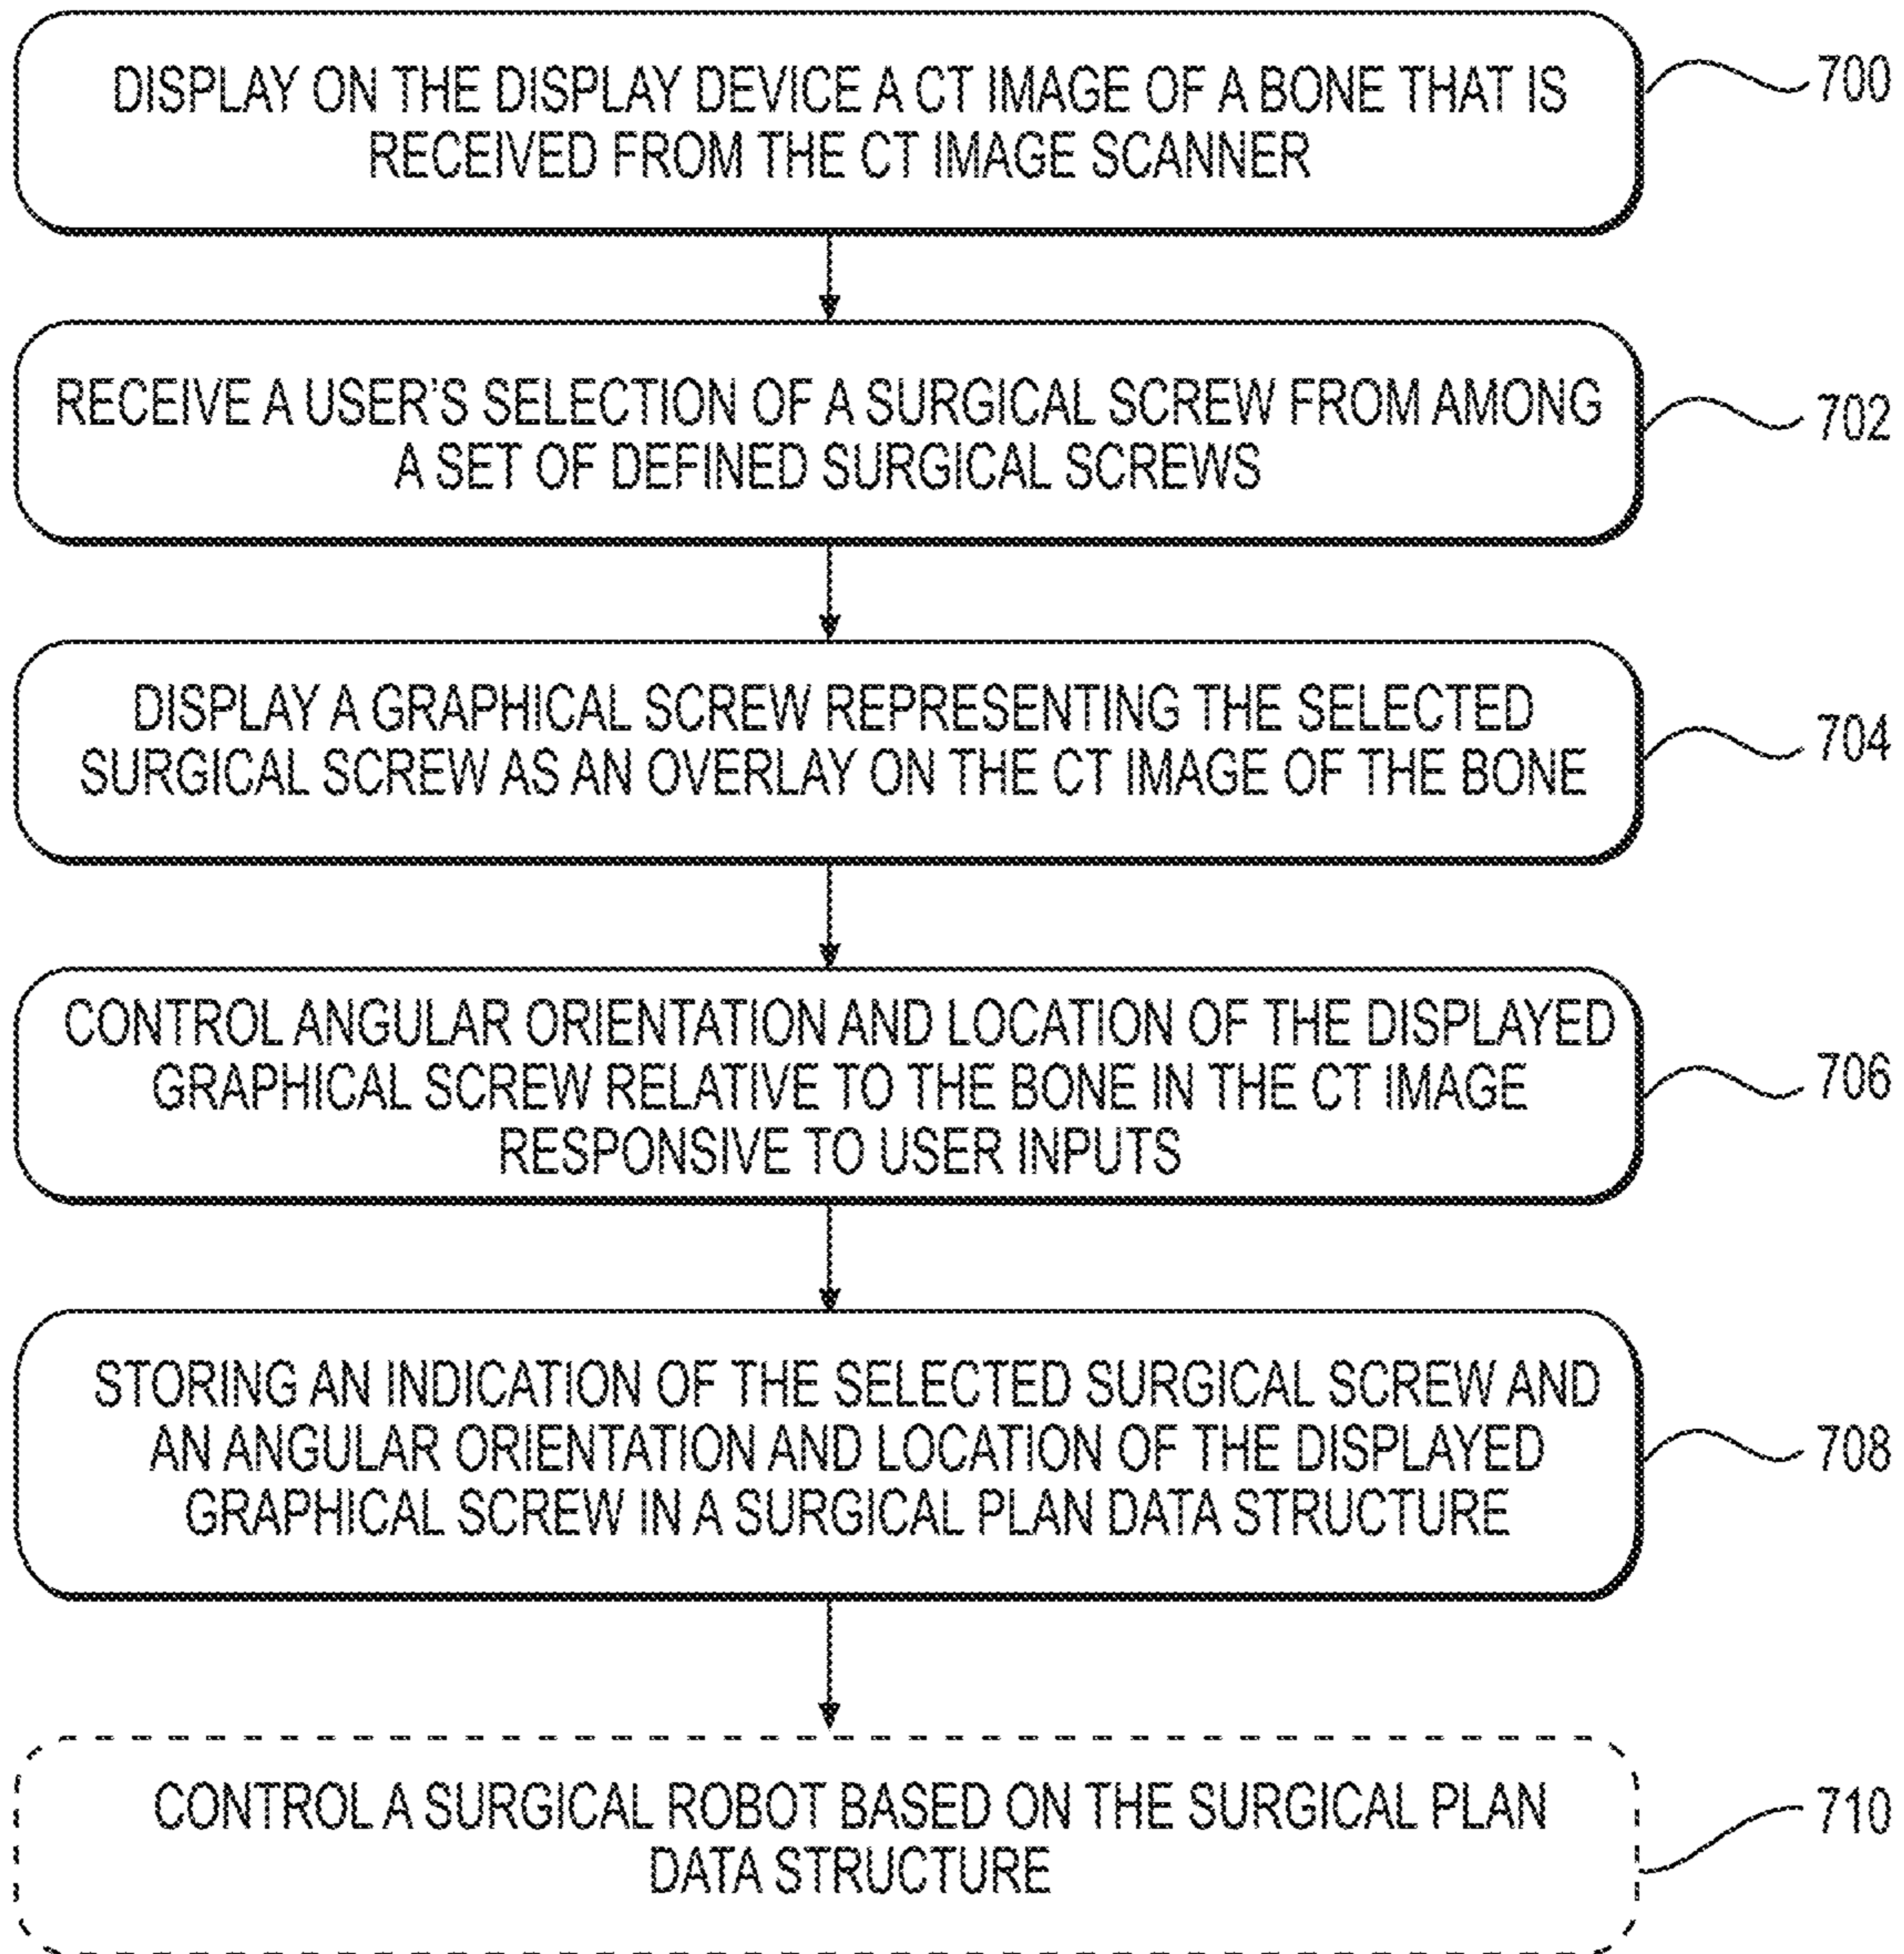 DISPLAY ON THE DISPLAY DEVICE A CT IMAGE OF A BONE THAT IS
RECEIVED FROM THE CT IMAGE SCANNER
700
RECEIVE A USER'S SELECTION OF A SURGICAL SCREW FROM AMONG
A SET OF DEFINED SURGICAL SCREWS
702
DISPLAY A GRAPHICAL SCREW REPRESENTING THE SELECTED
SURGICAL SCREW AS AN OVERLAY ON THE CT IMAGE OF THE BONE
704
CONTROL ANGULAR ORIENTATION AND LOCATION OF THE DISPLAYED
GRAPHICAL SCREW RELATIVE TO THE BONE IN THE CT IMAGE
RESPONSIVE TO USER INPUTS
706
STORING AN INDICATION OF THE SELECTED SURGICAL SCREW AND
AN ANGULAR ORIENTATION AND LOCATION OF THE DISPLAYED
GRAPHICAL SCREW IN A SURGICAL PLAN DATA STRUCTURE
708
CONTROL A SURGICAL ROBOT BASED ON THE SURGICAL PLAN
DATA STRUCTURE
710